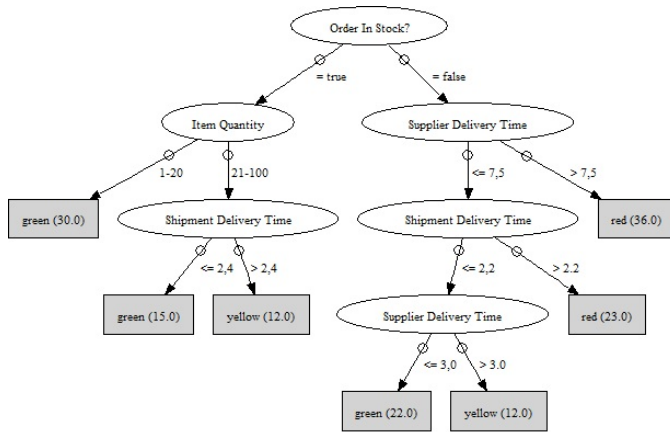 Order In Stock?
= true
= false
Item Quantity
Supplier Delivery Time
1-20
21-100
<= 7,5
> 7,5
green (30.0)
Shipment Delivery Time
Shipment Delivery Time
red (36.0)
<= 2,4
> 2,4
<= 2,2
> 2.2
green (15.0)
yellow (12.0)
Supplier Delivery Time
red (23.0)
<= 3,0
> 3.0
green (22.0)
yellow (12.0)